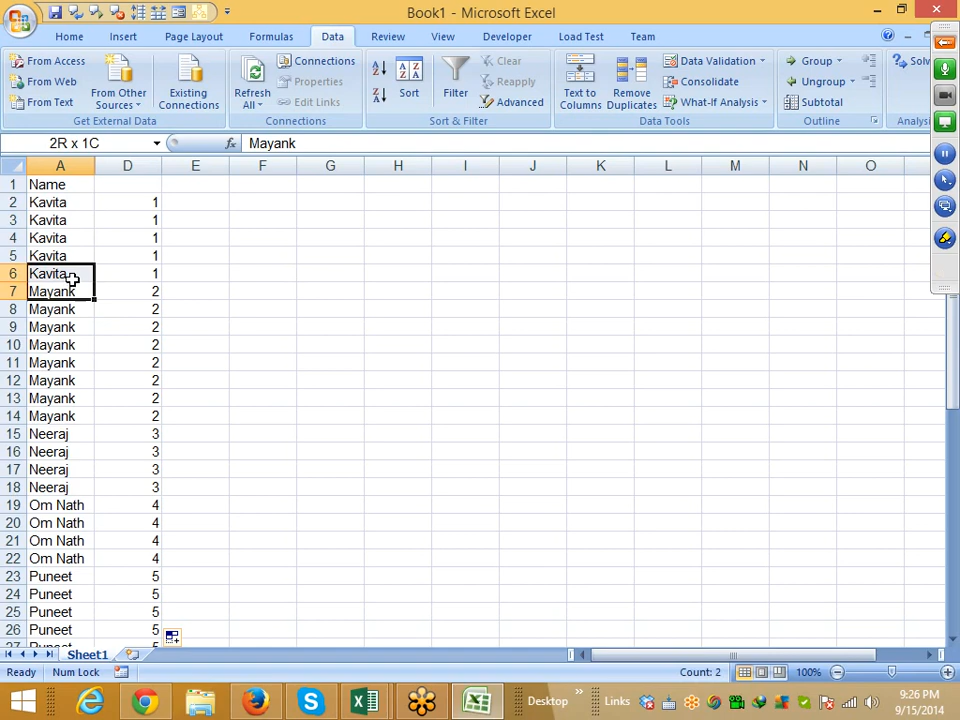 Book1 - Microsoft Excel
Home Insert Page Layout Formulas Data Review View Developer Load Test Team
From Access
From Web
From Text
From Other Sources
Existing Connections
Get External Data
Refresh All
Connections
Properties
Edit Links
Connections
Sort
Filter
Clear
Reapply
Advanced
Sort & Filter
Text to Columns
Remove Duplicates
Data Validation
Consolidate
What-If Analysis
Data Tools
Group
Ungroup
Subtotal
Outline
Solv
Analys
2R x 1C fx Mayank
A D E F G H I J K L M N O
1 Name
2 Kavita 1
3 Kavita 1
4 Kavita 1
5 Kavita 1
6 Kavita 1
7 Mayank 2
8 Mayank 2
9 Mayank 2
10 Mayank 2
11 Mayank 2
12 Mayank 2
13 Mayank 2
14 Mayank 2
15 Neeraj 3
16 Neeraj 3
17 Neeraj 3
18 Neeraj 3
19 Om Nath 4
20 Om Nath 4
21 Om Nath 4
22 Om Nath 4
23 Puneet 5
24 Puneet 5
25 Puneet 5
26 Puneet 5
27 Puneet 5
Sheet1
Ready Num Lock Count: 2 100%
Desktop Links 9:26 PM
9/15/2014